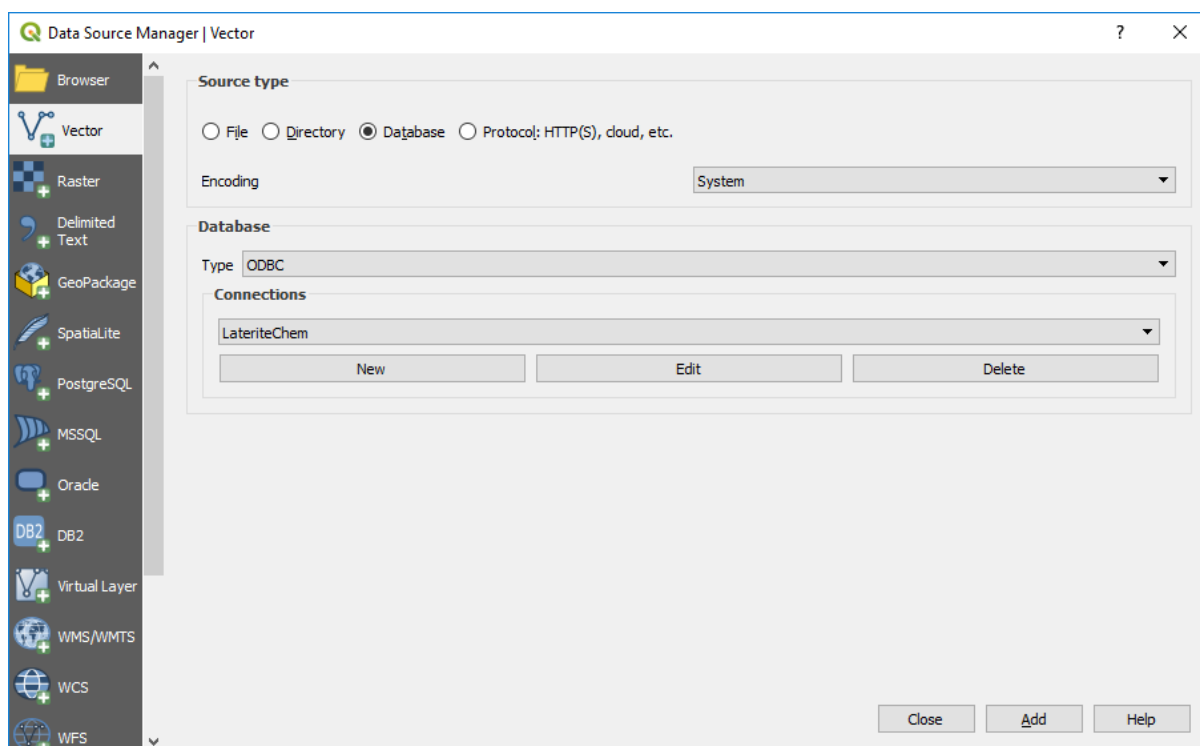 Data Source Manager | Vector
?
Browser
Vector
Raster
Delimited
Text
GeoPackage
SpatiaLite
PostgreSQL
MSSQL
Oracle
DB2
DB2
Virtual Layer
WMS/WMTS
WCS
WFS
Source type
File Directory Database Protocol: HTTP(S), cloud, etc.
Encoding System
Database
Type ODBC
Connections
LateriteChem
New Edit Delete
Close Add Help